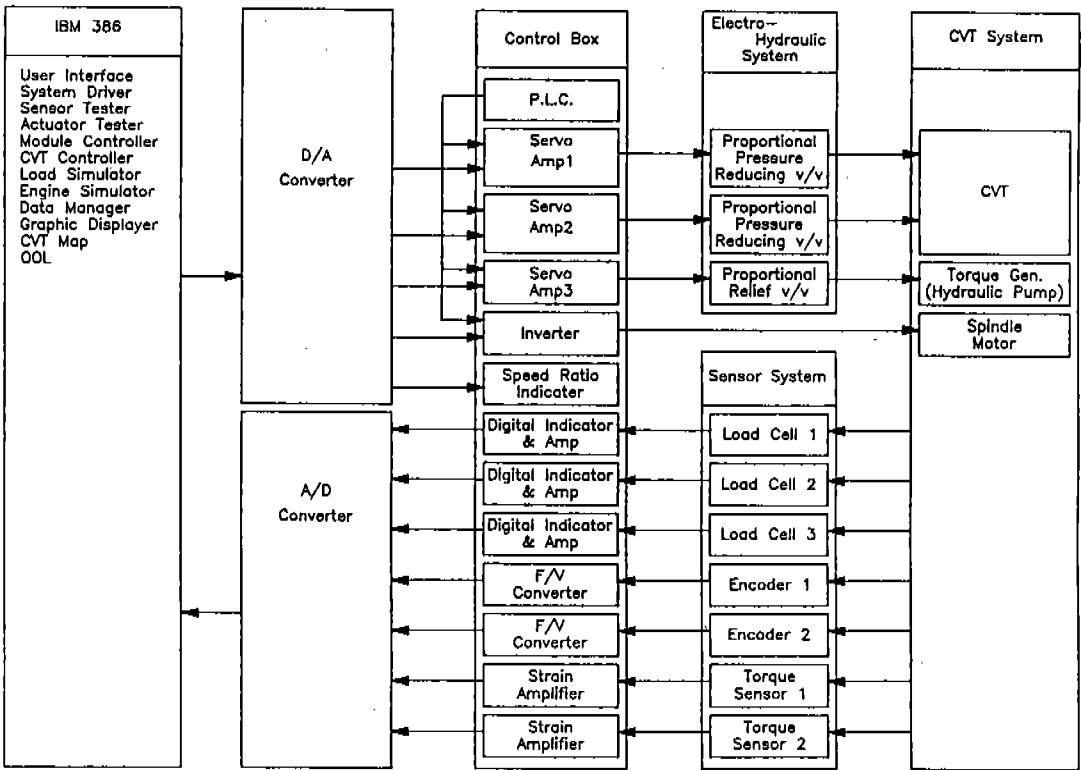 IBM 386
User Interface
System Driver
Sensor Tester
Actuator Tester
Module Controller
CVT Controller
Load Simulator
Engine Simulator
Data Manager
Graphic Displayer
CVT Map
OOL
D/A
Converter
A/D
Converter
Control Box
P.L.C.
Servo
Amp1
Servo
Amp2
Servo
Amp3
Inverter
Speed Ratio
Indicater
Digital Indicator
& Amp
Digital Indicator
& Amp
Digital Indicator
& Amp
F/V
Converter
F/V
Converter
Strain
Amplifier
Strain
Amplifier
Electro-
Hydraulic
System
Proportional
Pressure
Reducing v/v
Proportional
Pressure
Reducing v/v
Proportional
Relief v/v
Sensor System
Load Cell 1
Load Cell 2
Load Cell 3
Encoder 1
Encoder 2
Torque
Sensor 1
Torque
Sensor 2
CVT System
CVT
Torque Gen.
(Hydraulic Pump)
Spindle
Motor